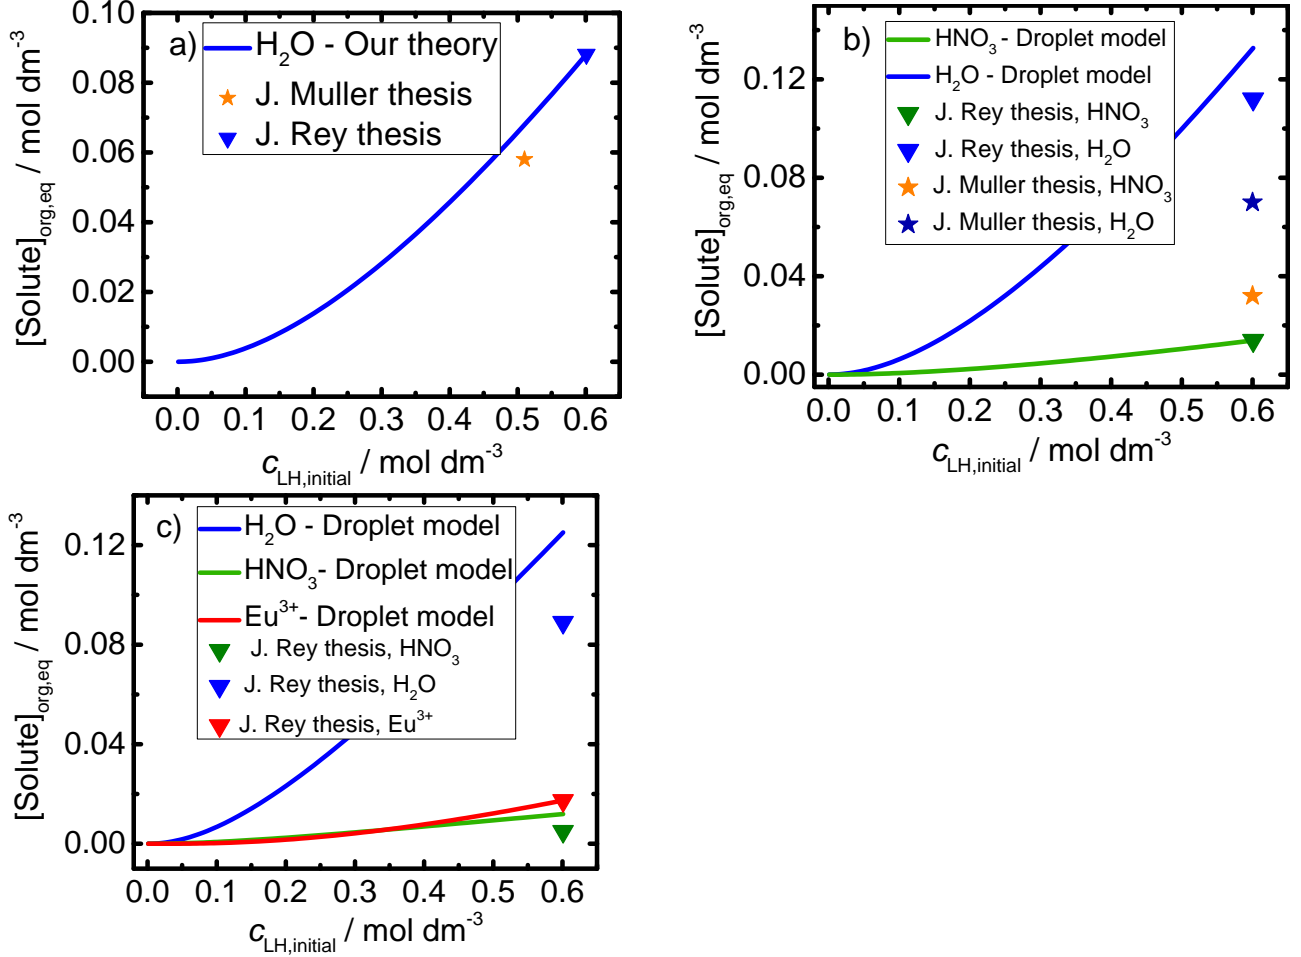 a)
H₂O - Our theory
J. Muller thesis
J. Rey thesis
[Solute]org,eq / mol dm⁻³
0.10
0.08
0.06
0.04
0.02
0.00
0.0 0.1 0.2 0.3 0.4 0.5 0.6
cLH,initial / mol dm⁻³
b)
HNO₃ - Droplet model
H₂O - Droplet model
J. Rey thesis, HNO₃
J. Rey thesis, H₂O
J. Muller thesis, HNO₃
J. Muller thesis, H₂O
[Solute]org,eq / mol dm⁻³
0.12
0.08
0.04
0.00
0.0 0.1 0.2 0.3 0.4 0.5 0.6
cLH,initial / mol dm⁻³
c)
H₂O - Droplet model
HNO₃- Droplet model
Eu³⁺- Droplet model
J. Rey thesis, HNO₃
J. Rey thesis, H₂O
J. Rey thesis, Eu³⁺
[Solute]org,eq / mol dm⁻³
0.12
0.08
0.04
0.00
0.0 0.1 0.2 0.3 0.4 0.5 0.6
cLH,initial / mol dm⁻³